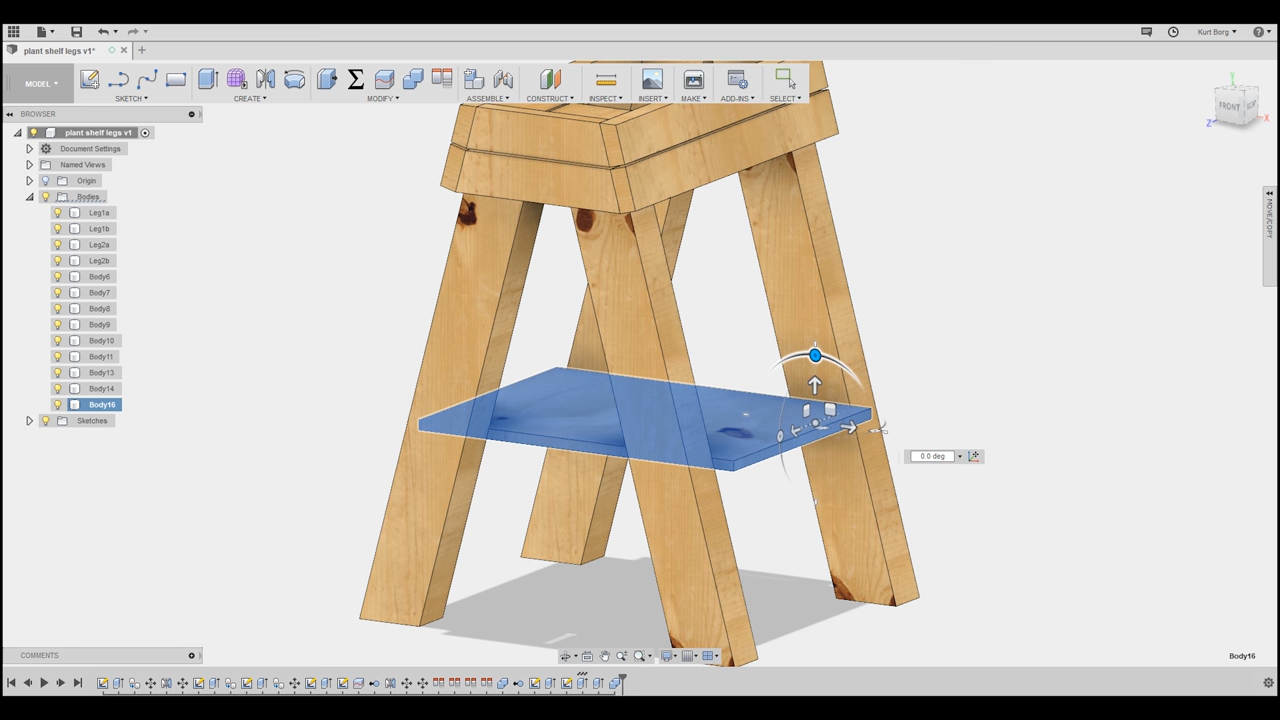 Kurt Borg
plant shelf legs v1*
MODEL
SKETCH
CREATE
MODIFY
ASSEMBLE
CONSTRUCT
INSPECT
INSERT
MAKE
ADD-INS
SELECT
BROWSER
plant shelf legs v1
Document Settings
Named Views
Origin
Bodies
Leg1a
Leg1b
Leg2a
Leg2b
Body6
Body7
Body8
Body9
Body10
Body11
Body13
Body14
Body16
Sketches
Y
FRONT
X
Z
MOVE/COPY
0.0 deg
COMMENTS
Body16